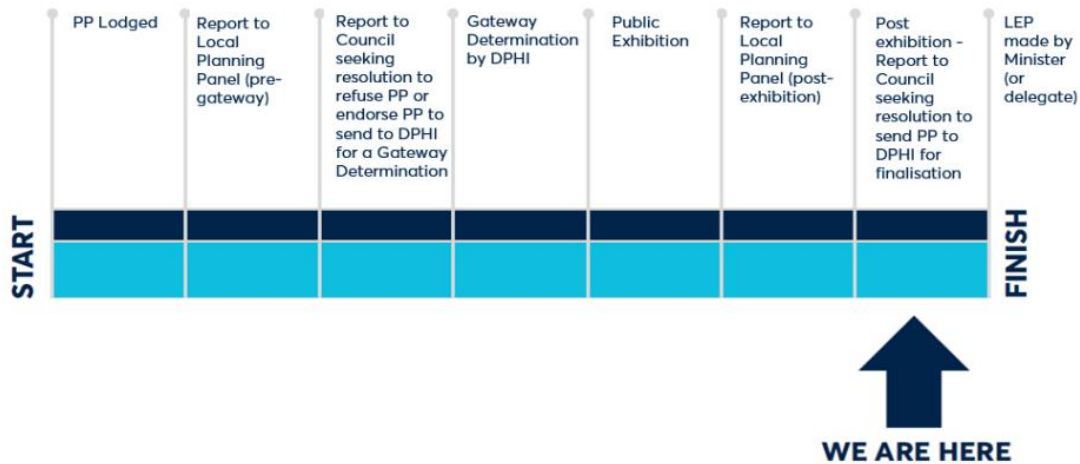 PP Lodged
Report to
Local
Planning
Panel (pre-
gateway)
Report to
Council
seeking
resolution to
refuse PP or
endorse PP to
send to DPHI
for a Gateway
Determination
Gateway
Determination
by DPHI
Public
Exhibition
Report to
Local
Planning
Panel (post-
exhibition)
Post
exhibition -
Report to
Council
seeking
resolution to
send PP to
DPHI for
finalisation
LEP
made by
Minister
(or
delegate)
START
FINISH
WE ARE HERE